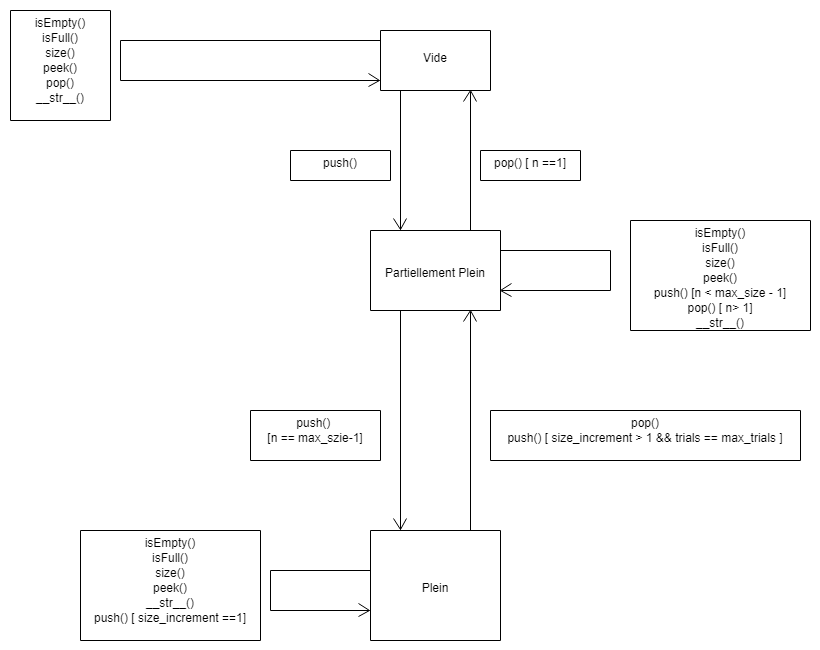 isEmpty()
isFull()
size()
peek()
pop()
__str__()
Vide
push()
pop() [ n ==1]
Partiellement Plein
isEmpty()
isFull()
size()
peek()
push() [n < max_size - 1]
pop() [ n> 1]
__str__()
push()
[n == max_szie-1]
pop()
push() [ size_increment > 1 && trials == max_trials ]
isEmpty()
isFull()
size()
peek()
__str__()
push() [ size_increment ==1]
Plein